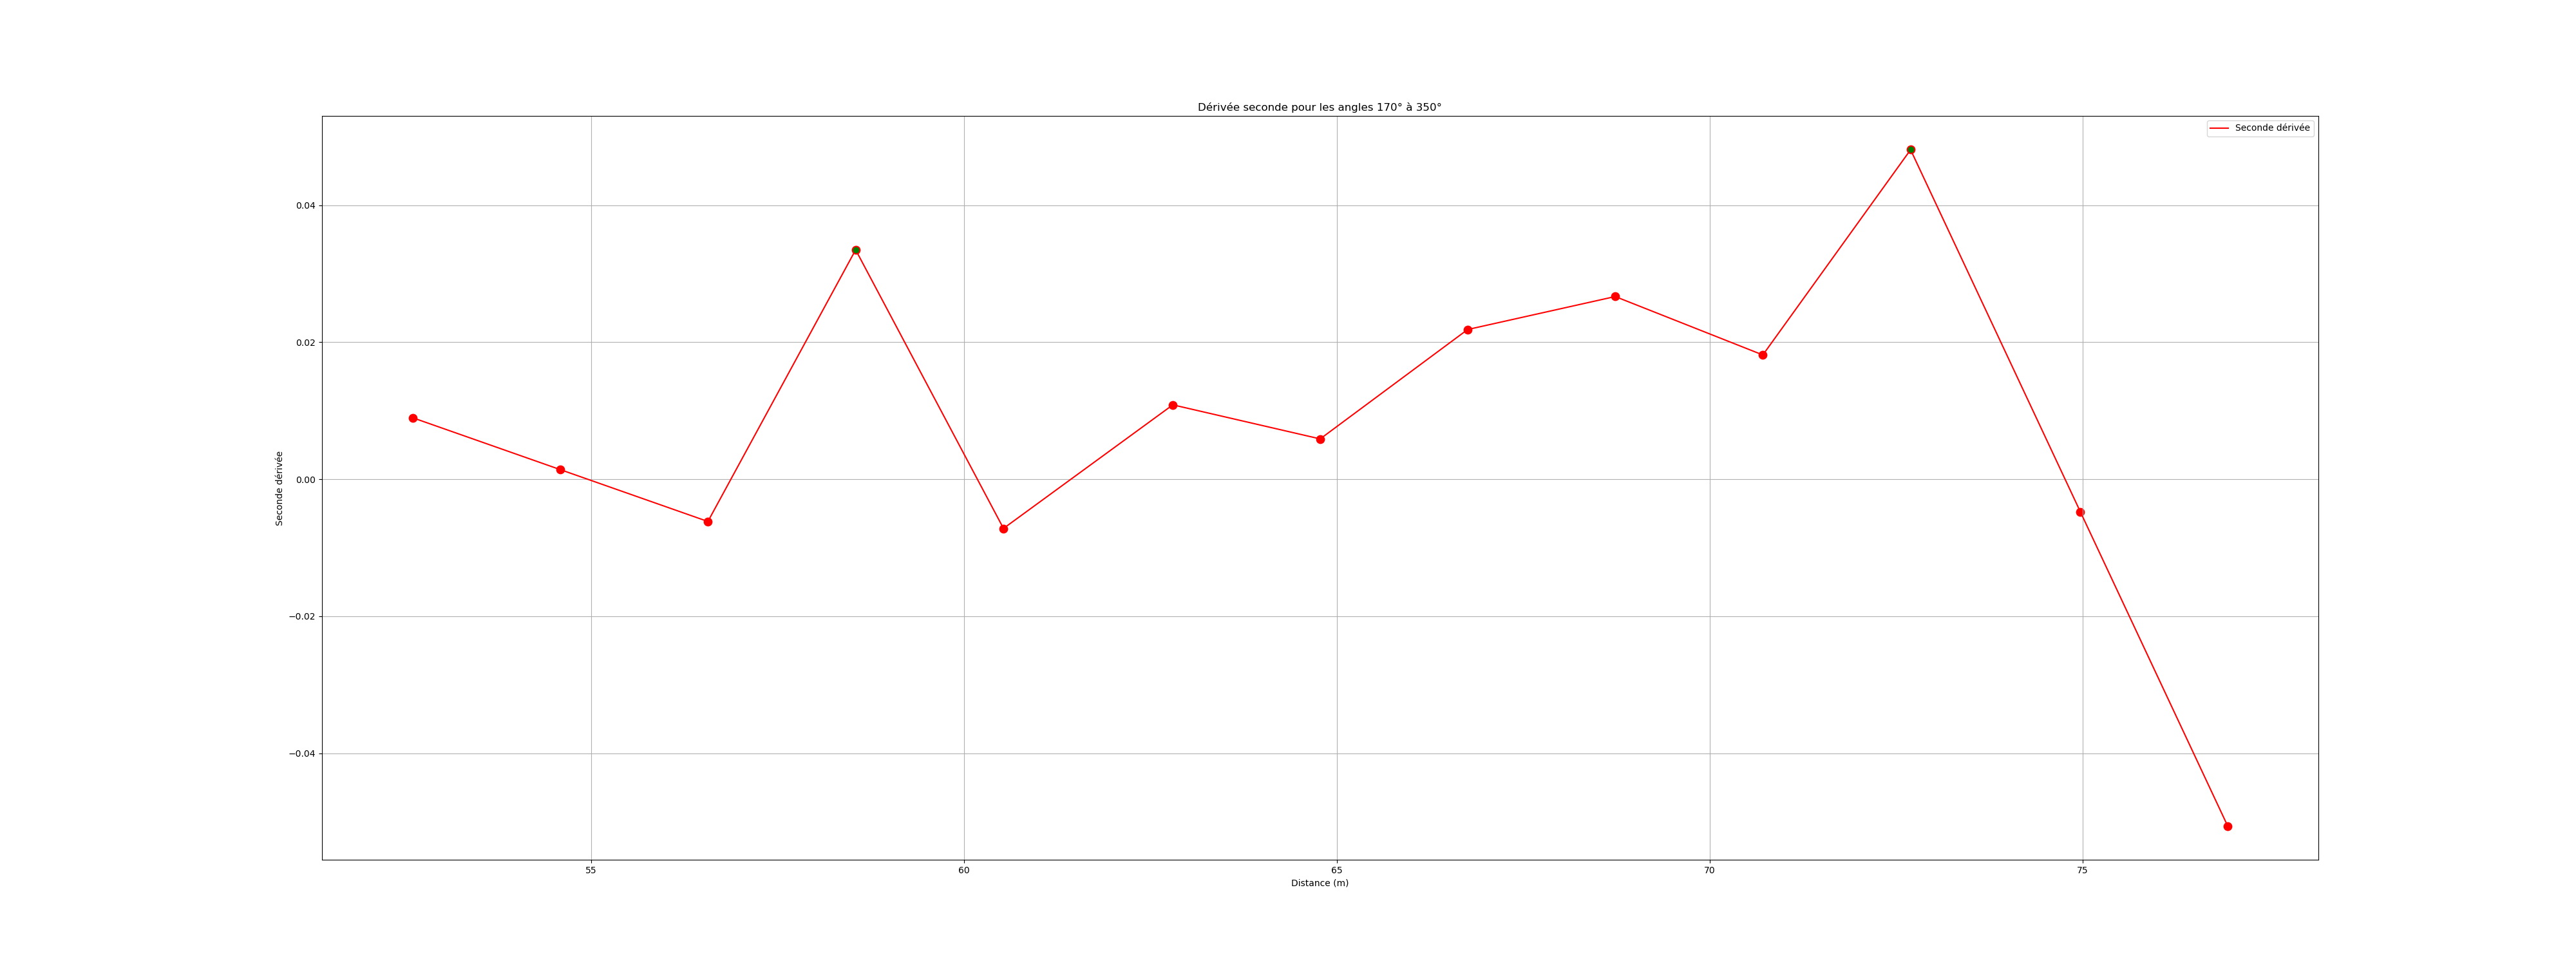 Dérivée seconde pour les angles 170° à 350°
Seconde dérivée
0.04
0.02
0.00
−0.02
−0.04
Seconde dérivée
55
60
65
70
75
Distance (m)